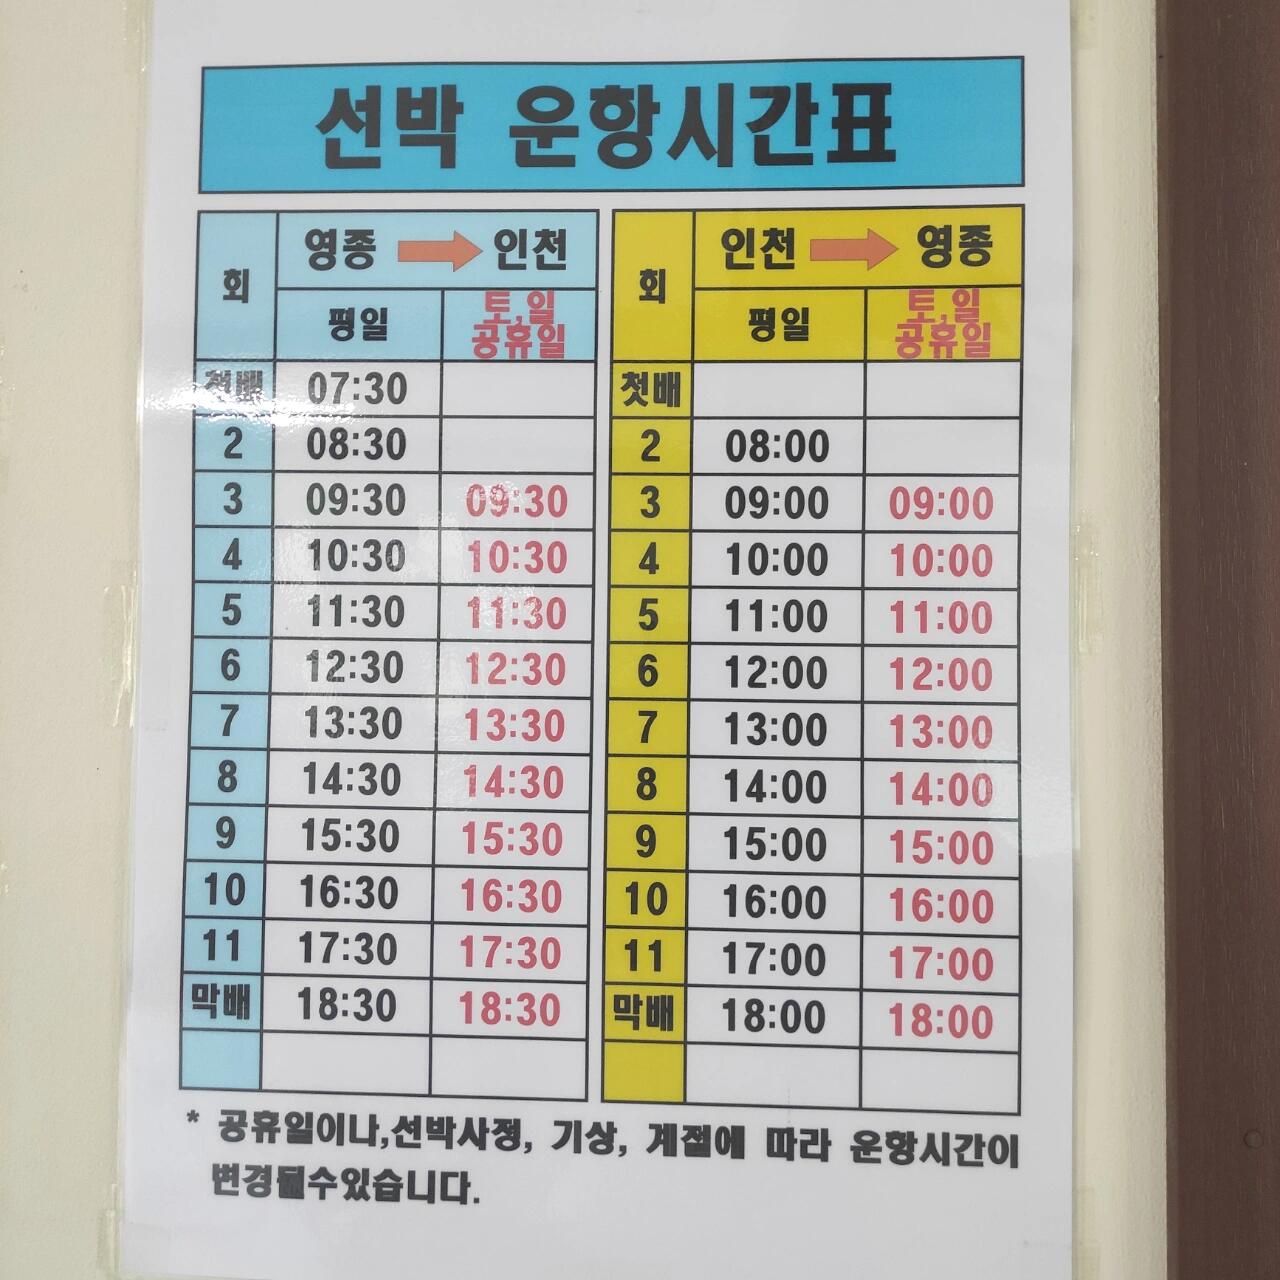 선박 운항시간표
회 영종 인천
평일 토,일 공휴일
첫배 07:30
2 08:30
3 09:30 09:30
4 10:30 10:30
5 11:30 11:30
6 12:30 12:30
7 13:30 13:30
8 14:30 14:30
9 15:30 15:30
10 16:30 16:30
11 17:30 17:30
막배 18:30 18:30
회 인천 영종
평일 토,일 공휴일
첫배
2 08:00
3 09:00 09:00
4 10:00 10:00
5 11:00 11:00
6 12:00 12:00
7 13:00 13:00
8 14:00 14:00
9 15:00 15:00
10 16:00 16:00
11 17:00 17:00
막배 18:00 18:00
* 공휴일이나,선박사정, 기상, 계절에 따라 운항시간이
변경될수있습니다.